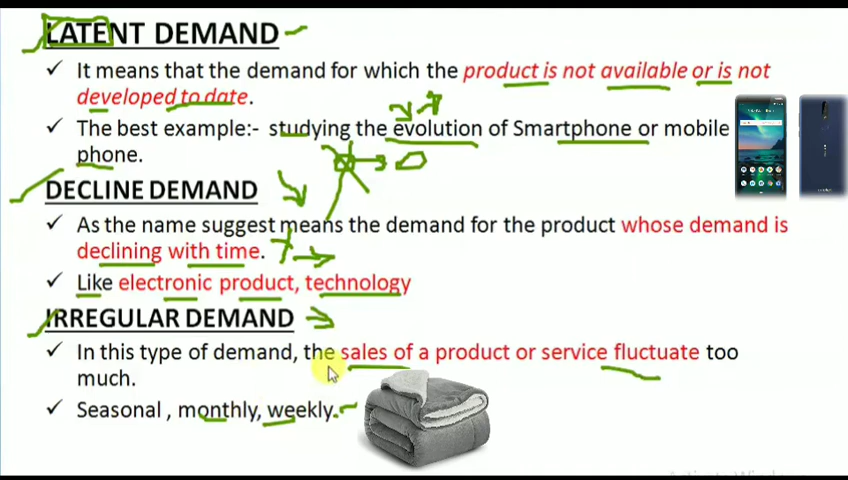 LATENT DEMAND
✓ It means that the demand for which the product is not available or is not
developed to date.
✓ The best example:- studying the evolution of Smartphone or mobile
phone.
DECLINE DEMAND
✓ As the name suggest means the demand for the product whose demand is
declining with time.
✓ Like electronic product, technology
IRREGULAR DEMAND
✓ In this type of demand, the sales of a product or service fluctuate too
much.
✓ Seasonal , monthly, weekly.